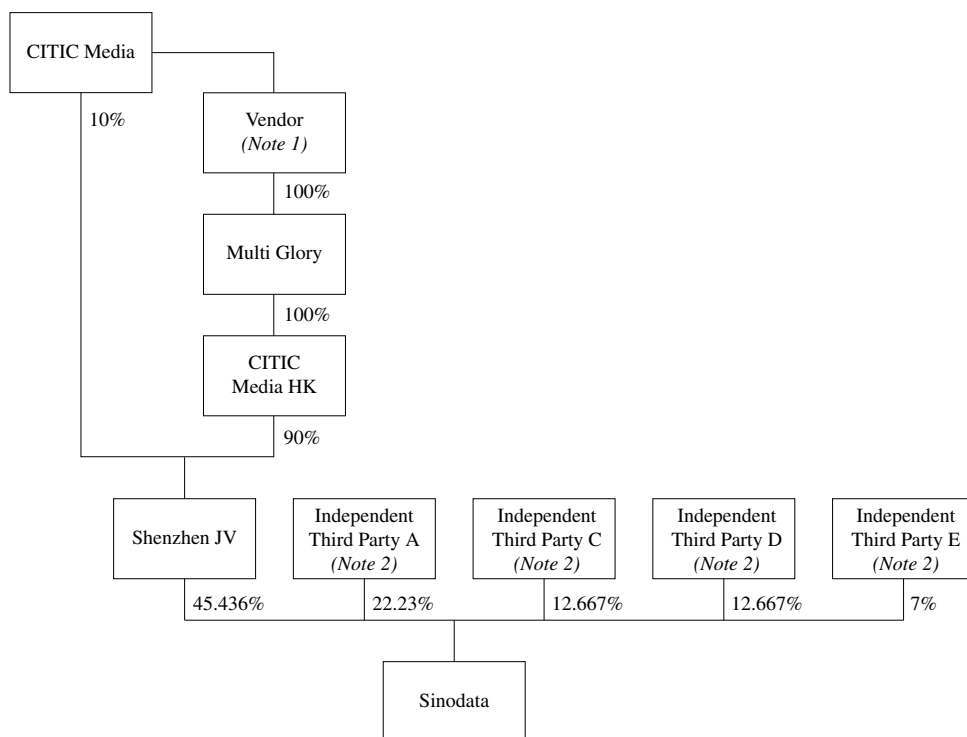 CITIC Media
10%
Vendor
(Note 1)
100%
Multi Glory
100%
CITIC
Media HK
90%
Shenzhen JV
Independent
Third Party A
(Note 2)
Independent
Third Party C
(Note 2)
Independent
Third Party D
(Note 2)
Independent
Third Party E
(Note 2)
45.436%
22.23%
12.667%
12.667%
7%
Sinodata